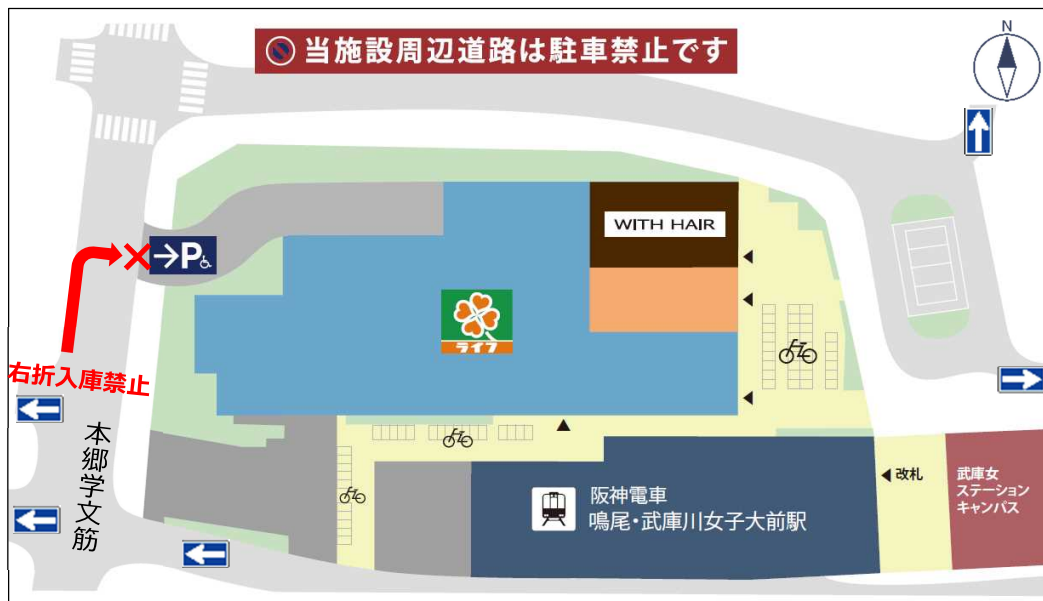 当施設周辺道路は駐車禁止です
N
WITH HAIR
→P
ライフ
右折入庫禁止
本郷学文筋
改札
阪神電車
鳴尾・武庫川女子大前駅
武庫女
ステーション
キャンパス